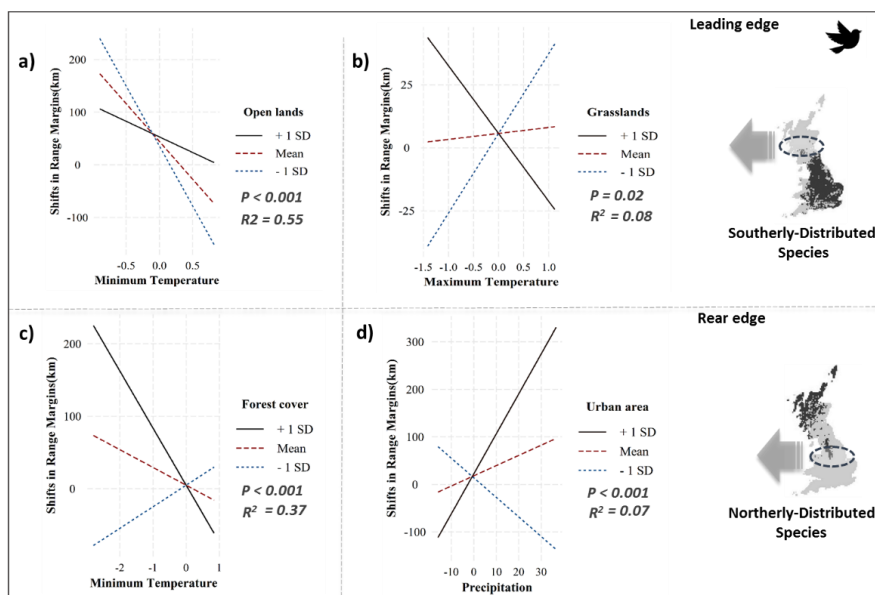 Leading edge
a)
Shifts in Range Margins(km)
200
100
0
-100
-0.5
0.0
0.5
Minimum Temperature
Open lands
+ 1 SD
Mean
- 1 SD
P < 0.001
R2 = 0.55
b)
Shifts in Range Margins(km)
25
0
-25
-1.5
-1.0
-0.5
0.0
0.5
1.0
Maximum Temperature
Grasslands
+ 1 SD
Mean
- 1 SD
P = 0.02
R² = 0.08
Southerly-Distributed
Species
Rear edge
c)
Shifts in Range Margins(km)
200
100
0
-2
-1
0
1
Minimum Temperature
Forest cover
+ 1 SD
Mean
- 1 SD
P < 0.001
R² = 0.37
d)
Shifts in Range Margins(km)
300
200
100
0
-100
-10
0
10
20
30
Precipitation
Urban area
+ 1 SD
Mean
- 1 SD
P < 0.001
R² = 0.07
Northerly-Distributed
Species